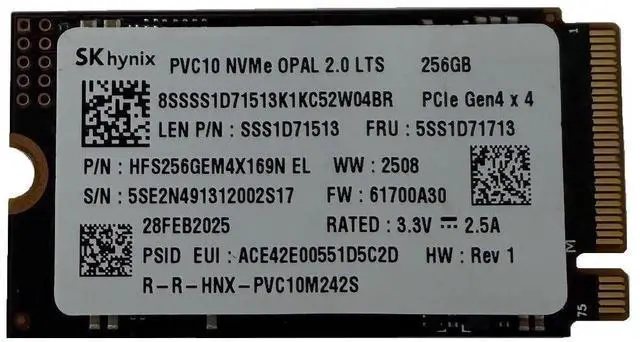 SK hynix PVC10 NVMe OPAL 2.0 LTS 256GB
8SSSS1D71513K1KC52W04BR PCIe Gen4 x 4
LEN P/N : SSS1D71513 FRU : 5SS1D71713
P/N : HFS256GEM4X169N EL WW : 2508
S/N : 5SE2N491312002S17 FW : 61700A30
28FEB2025 RATED : 3.3V ⎓ 2.5A
PSID EUI : ACE42E00551D5C2D HW : Rev 1
R-R-HNX-PVC10M242S
M
75